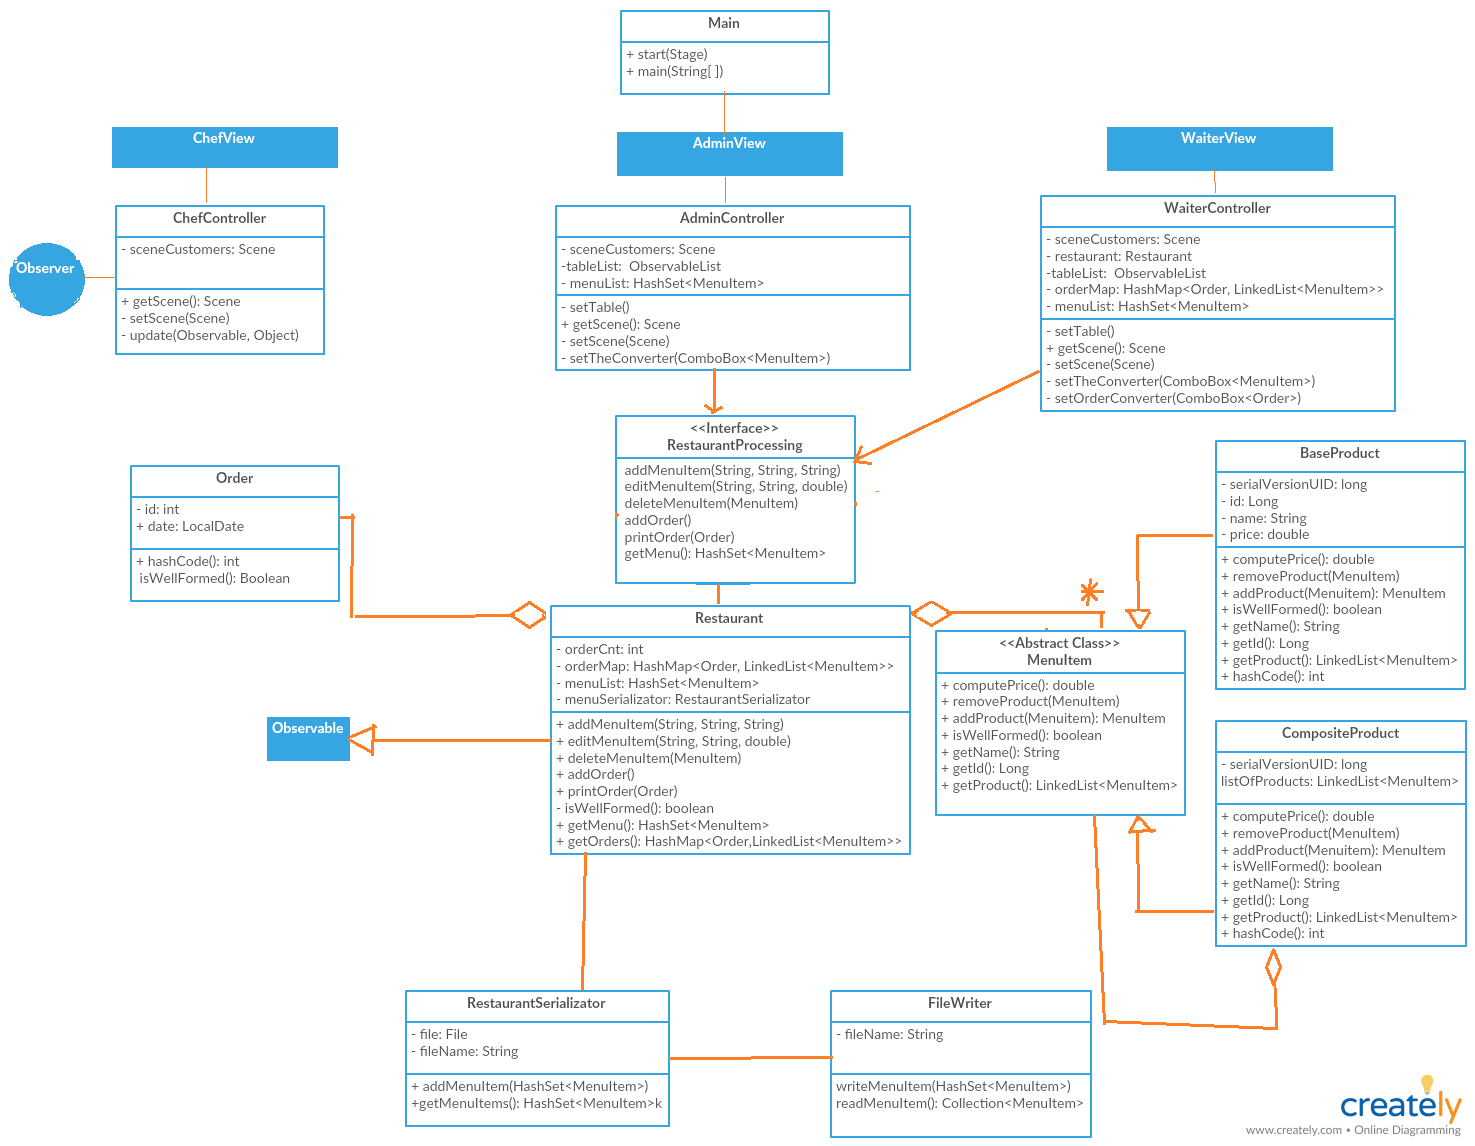 Main
+ start(Stage)
+ main(String[ ])
ChefView
AdminView
WaiterView
ChefController
- sceneCustomers: Scene
+ getScene(): Scene
- setScene(Scene)
- update(Observable, Object)
Observer
AdminController
- sceneCustomers: Scene
-tableList:  ObservableList
- menuList: HashSet<MenuItem>
- setTable()
+ getScene(): Scene
- setScene(Scene)
- setTheConverter(ComboBox<MenuItem>)
WaiterController
- sceneCustomers: Scene
- restaurant: Restaurant
-tableList:  ObservableList
- orderMap: HashMap<Order, LinkedList<MenuItem>>
- menuList: HashSet<MenuItem>
- setTable()
+ getScene(): Scene
- setScene(Scene)
- setTheConverter(ComboBox<MenuItem>)
- setOrderConverter(ComboBox<Order>)
<<Interface>>
RestaurantProcessing
addMenuItem(String, String, String)
editMenuItem(String, String, double)
deleteMenuItem(MenuItem)
addOrder()
printOrder(Order)
getMenu(): HashSet<MenuItem>
Order
- id: int
+ date: LocalDate
+ hashCode(): int
isWellFormed(): Boolean
BaseProduct
- serialVersionUID: long
- id: Long
- name: String
- price: double
+ computePrice(): double
+ removeProduct(MenuItem)
+ addProduct(Menuitem): MenuItem
+ isWellFormed(): boolean
+ getName(): String
+ getId(): Long
+ getProduct(): LinkedList<MenuItem>
+ hashCode(): int
*
Restaurant
- orderCnt: int
- orderMap: HashMap<Order, LinkedList<MenuItem>>
- menuList: HashSet<MenuItem>
- menuSerializator: RestaurantSerializator
+ addMenuItem(String, String, String)
+ editMenuItem(String, String, double)
+ deleteMenuItem(MenuItem)
+ addOrder()
+ printOrder(Order)
- isWellFormed(): boolean
+ getMenu(): HashSet<MenuItem>
+ getOrders(): HashMap<Order,LinkedList<MenuItem>>
<<Abstract Class>>
MenuItem
+ computePrice(): double
+ removeProduct(MenuItem)
+ addProduct(Menuitem): MenuItem
+ isWellFormed(): boolean
+ getName(): String
+ getId(): Long
+ getProduct(): LinkedList<MenuItem>
Observable
CompositeProduct
- serialVersionUID: long
listOfProducts: LinkedList<MenuItem>
+ computePrice(): double
+ removeProduct(MenuItem)
+ addProduct(Menuitem): MenuItem
+ isWellFormed(): boolean
+ getName(): String
+ getId(): Long
+ getProduct(): LinkedList<MenuItem>
+ hashCode(): int
RestaurantSerializator
- file: File
- fileName: String
+ addMenuItem(HashSet<MenuItem>)
+getMenuItems(): HashSet<MenuItem>k
FileWriter
- fileName: String
writeMenuItem(HashSet<MenuItem>)
readMenuItem(): Collection<MenuItem>
creately
www.creately.com • Online Diagramming